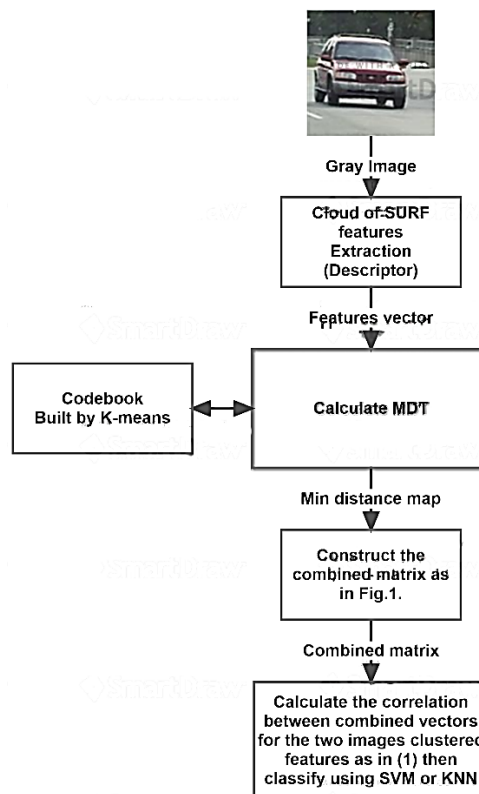 Gray Image
Cloud of SURF
features
Extraction
(Descriptor)
Features vector
Codebook
Built by K-means
Calculate MDT
Min distance map
Construct the
combined matrix as
in Fig.1.
Combined matrix
Calculate the correlation
between combined vectors
for the two images clustered
features as in (1) then
classify using SVM or KNN